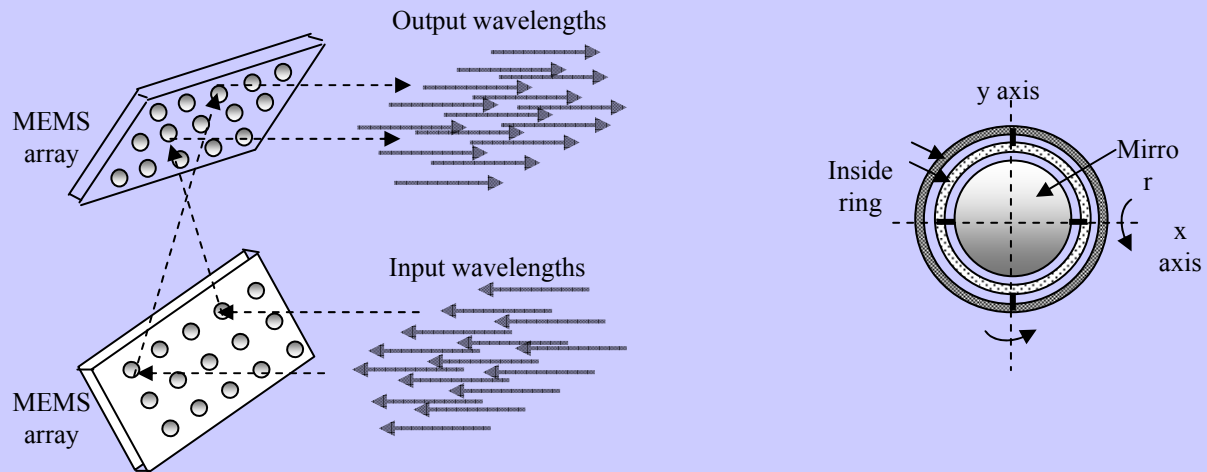 Output wavelengths
MEMS
array
Input wavelengths
MEMS
array
y axis
Mirro
r
Inside
ring
x
axis